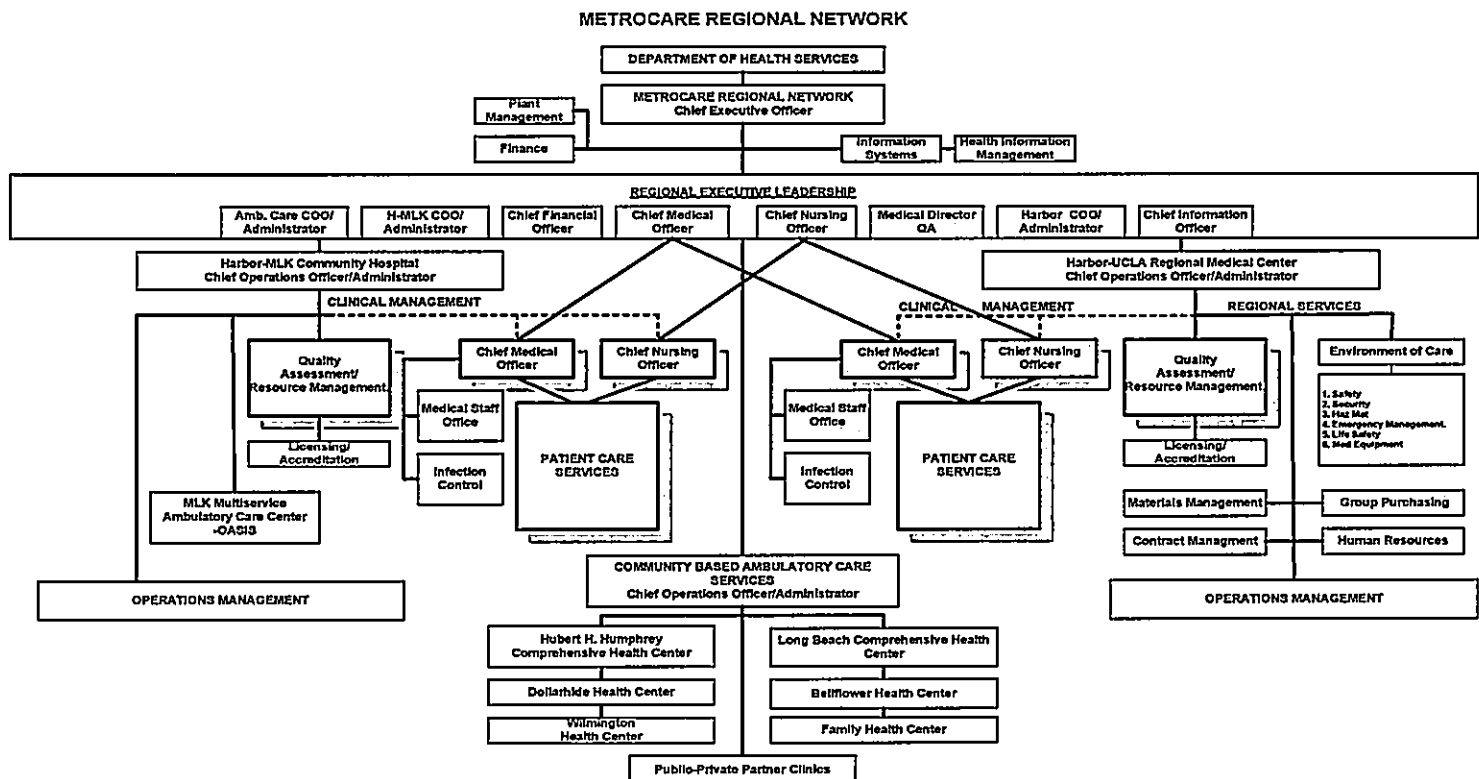 METROCARE REGIONAL NETWORK
DEPARTMENT OF HEALTH SERVICES
METROCARE REGIONAL NETWORK
Chief Executive Officer
Plant
Management
Finance
Information
Systems
Health Information
Management
REGIONAL EXECUTIVE LEADERSHIP
Amb. Care COO/
Administrator
H-MLK COO/
Administrator
Chief Financial
Officer
Chief Medical
Officer
Chief Nursing
Officer
Medical Director
QA
Harbor COO/
Administrator
Chief Information
Officer
Harbor-MLK Community Hospital
Chief Operations Officer/Administrator
Harbor-UCLA Regional Medical Center
Chief Operations Officer/Administrator
CLINICAL MANAGEMENT
CLINICAL MANAGEMENT
REGIONAL SERVICES
Quality
Assessment/
Resource Management.
Chief Medical
Officer
Chief Nursing
Officer
Chief Medical
Officer
Chief Nursing
Officer
Quality
Assessment/
Resource Management.
Environment of Care
1. Safety
2. Security
3. Haz Mat
4. Emergency Management.
5. Life Safety
6. Med Equipment
Medical Staff
Office
Medical Staff
Office
Licensing/
Accreditation
Infection
Control
PATIENT CARE
SERVICES
Infection
Control
PATIENT CARE
SERVICES
Licensing/
Accreditation
MLK Multiservice
Ambulatory Care Center
-OASIS
Materials Management
Group Purchasing
Contract Managment
Human Resources
COMMUNITY BASED AMBULATORY CARE
SERVICES
Chief Operations Officer/Administrator
OPERATIONS MANAGEMENT
OPERATIONS MANAGEMENT
Hubert H. Humphrey
Comprehensive Health Center
Long Beach Comprehensive Health
Center
Dollarhide Health Center
Bellflower Health Center
Wilmington
Health Center
Family Health Center
Public-Private Partner Clinics